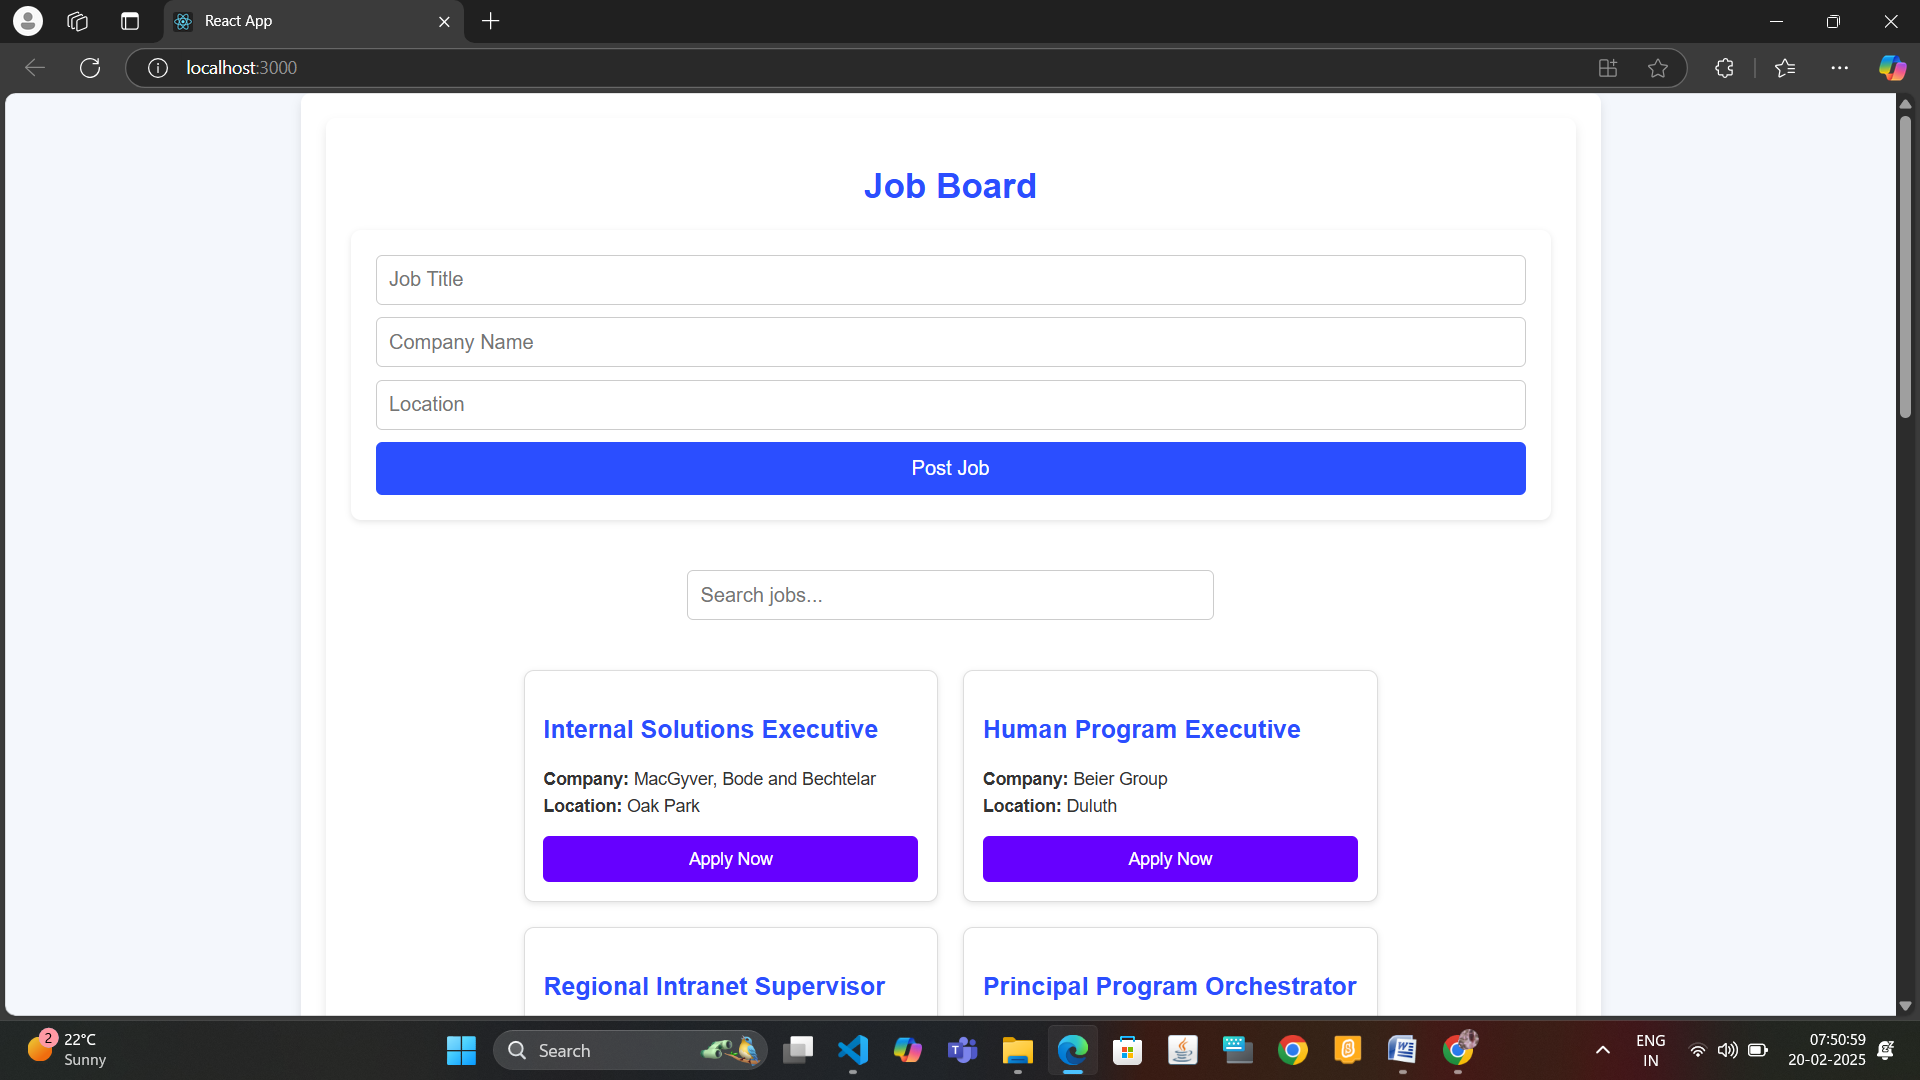 React App
localhost:3000
Job Board
Job Title
Company Name
Location
Post Job
Search jobs...
Internal Solutions Executive
Company: MacGyver, Bode and Bechtelar
Location: Oak Park
Apply Now
Human Program Executive
Company: Beier Group
Location: Duluth
Apply Now
Regional Intranet Supervisor
Principal Program Orchestrator
2
22°C
Sunny
Search
ENG
IN
07:50:59
20-02-2025